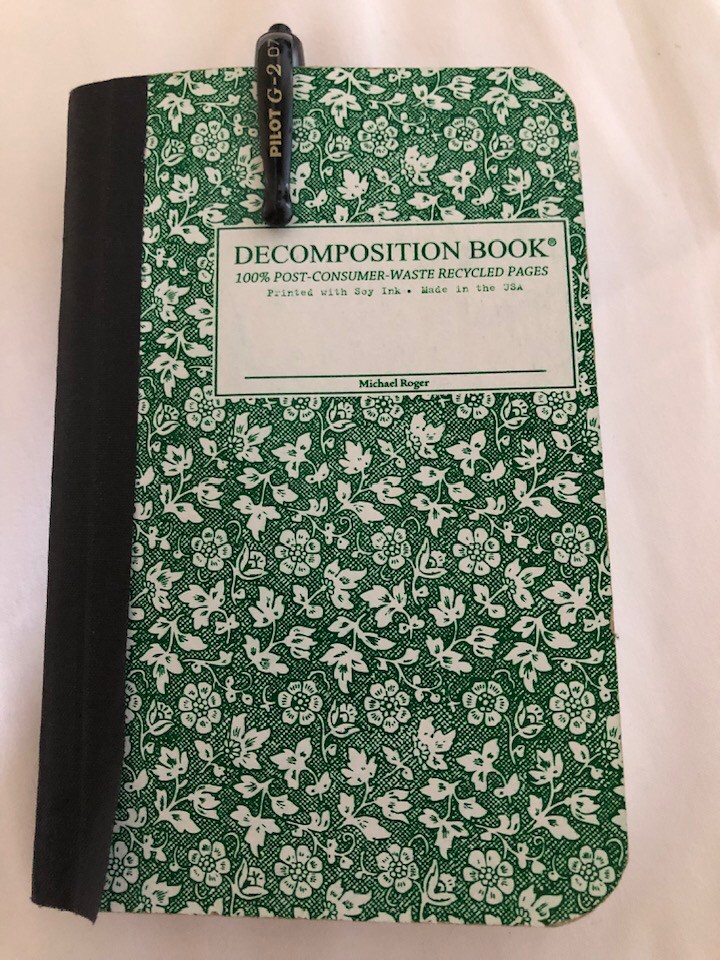 PILOT G-2 07
DECOMPOSITION BOOK®
100% POST-CONSUMER-WASTE RECYCLED PAGES
Printed with Soy Ink • Made in the USA
Michael Roger